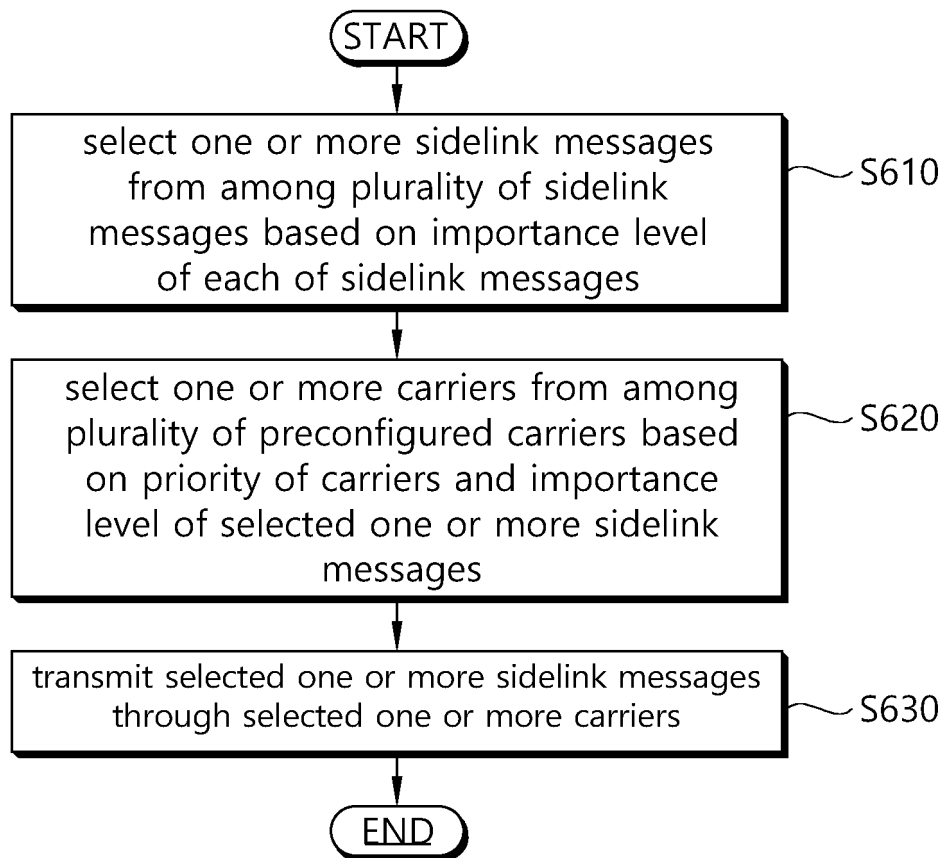 START
select one or more sidelink messages
from among plurality of sidelink
messages based on importance level
of each of sidelink messages
S610
select one or more carriers from among
plurality of preconfigured carriers based
on priority of carriers and importance
level of selected one or more sidelink
messages
S620
transmit selected one or more sidelink messages
through selected one or more carriers
S630
END